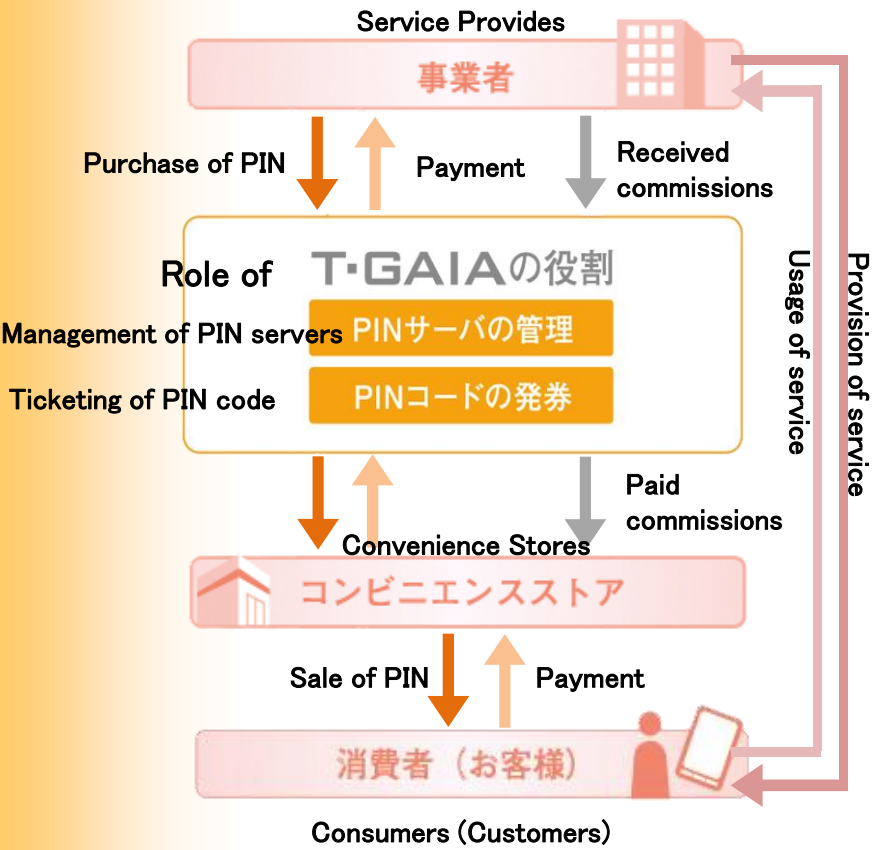 Service Provides
事業者
Purchase of PIN
Payment
Received
commissions
Role of T・GAIAの役割
Management of PIN servers
PINサーバの管理
Ticketing of PIN code
PINコードの発券
Usage of service
Provision of service
Paid
commissions
Convenience Stores
コンビニエンスストア
Sale of PIN
Payment
消費者（お客様）
Consumers (Customers)